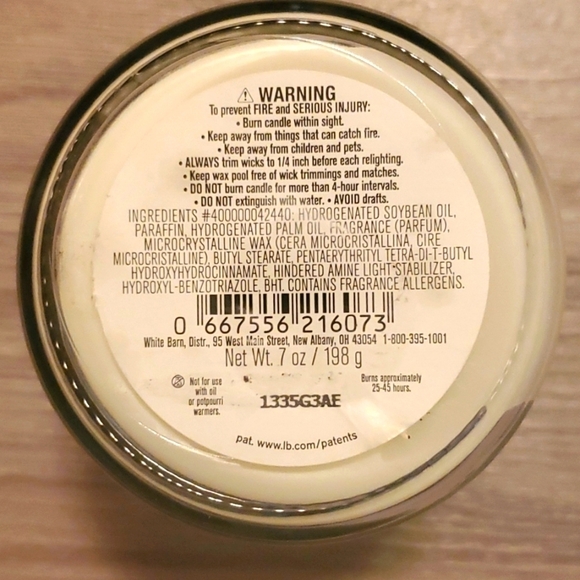 ⚠ WARNING
To prevent FIRE and SERIOUS INJURY:
• Burn candle within sight.
• Keep away from things that can catch fire.
• Keep away from children and pets.
• ALWAYS trim wicks to 1/4 inch before each relighting.
• Keep wax pool free of wick trimmings and matches.
• DO NOT burn candle for more than 4-hour intervals.
• DO NOT extinguish with water. • AVOID drafts.
INGREDIENTS #400000042440: HYDROGENATED SOYBEAN OIL,
PARAFFIN, HYDROGENATED PALM OIL, FRAGRANCE (PARFUM),
MICROCRYSTALLINE WAX (CERA MICROCRISTALLINA, CIRE
MICROCRISTALLINE), BUTYL STEARATE, PENTAERYTHRITYL TETRA-DI-T-BUTYL
HYDROXYHYDROCINNAMATE, HINDERED AMINE LIGHT STABILIZER,
HYDROXYL-BENZOTRIAZOLE, BHT. CONTAINS FRAGRANCE ALLERGENS.
0 667556 216073
White Barn, Distr., 95 West Main Street, New Albany, OH 43054 1-800-395-1001
Net Wt. 7 oz / 198 g
Not for use
with oil
or potpourri
warmers.
1335G3AE
Burns approximately
25-45 hours.
pat. www.lb.com/patents